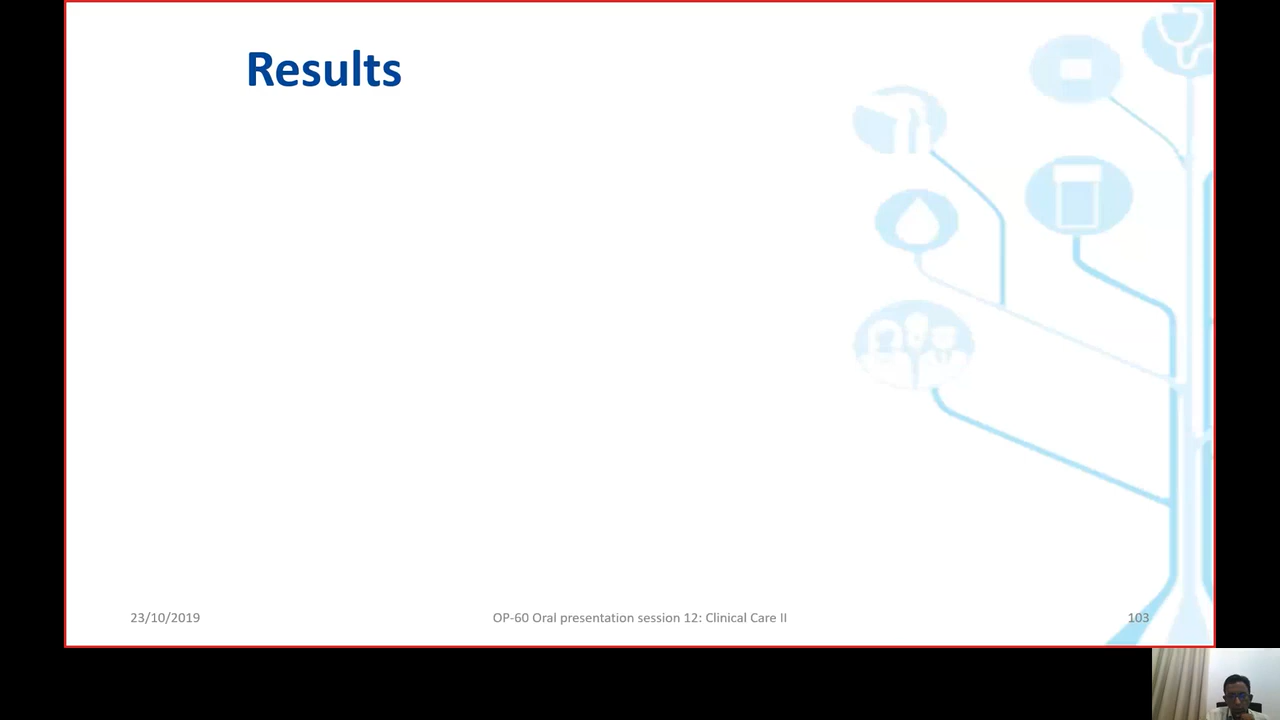 Results
23/10/2019
OP-60 Oral presentation session 12: Clinical Care II
103